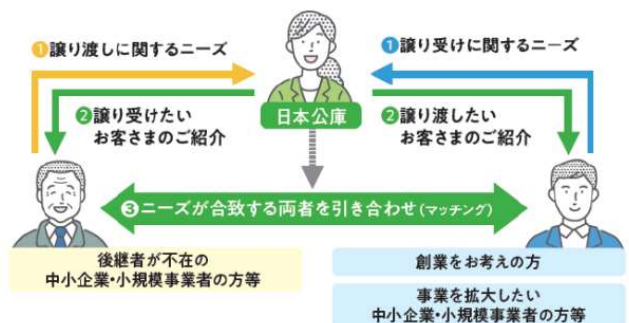 ❶譲り渡しに関するニーズ
❶譲り受けに関するニーズ
❷譲り受けたい
お客さまのご紹介
日本公庫
❷譲り渡したい
お客さまのご紹介
❸ニーズが合致する両者を引き合わせ(マッチング)
後継者が不在の
中小企業・小規模事業者の方等
創業をお考えの方
事業を拡大したい
中小企業・小規模事業者の方等